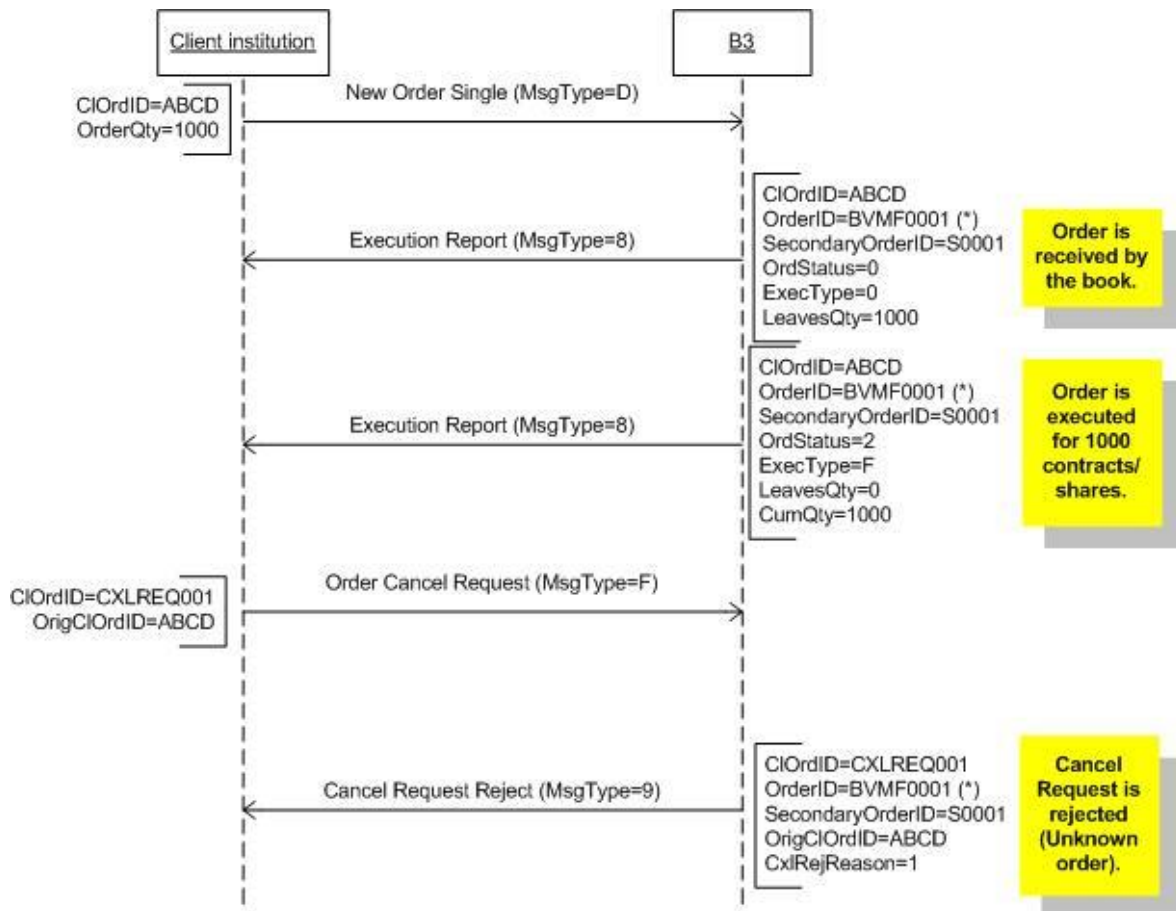 Client institution
B3
New Order Single (MsgType=D)
ClOrdID=ABCD
OrderQty=1000
ClOrdID=ABCD
OrderID=BVMF0001 (*)
SecondaryOrderID=S0001
OrdStatus=0
ExecType=0
LeavesQty=1000
Execution Report (MsgType=8)
Order is
received by
the book.
ClOrdID=ABCD
OrderID=BVMF0001 (*)
SecondaryOrderID=S0001
OrdStatus=2
ExecType=F
LeavesQty=0
CumQty=1000
Execution Report (MsgType=8)
Order is
executed
for 1000
contracts/
shares.
Order Cancel Request (MsgType=F)
ClOrdID=CXLREQ001
OrigClOrdID=ABCD
Cancel Request Reject (MsgType=9)
ClOrdID=CXLREQ001
OrderID=BVMF0001 (*)
SecondaryOrderID=S0001
OrigClOrdID=ABCD
CxlRejReason=1
Cancel
Request is
rejected
(Unknown
order).